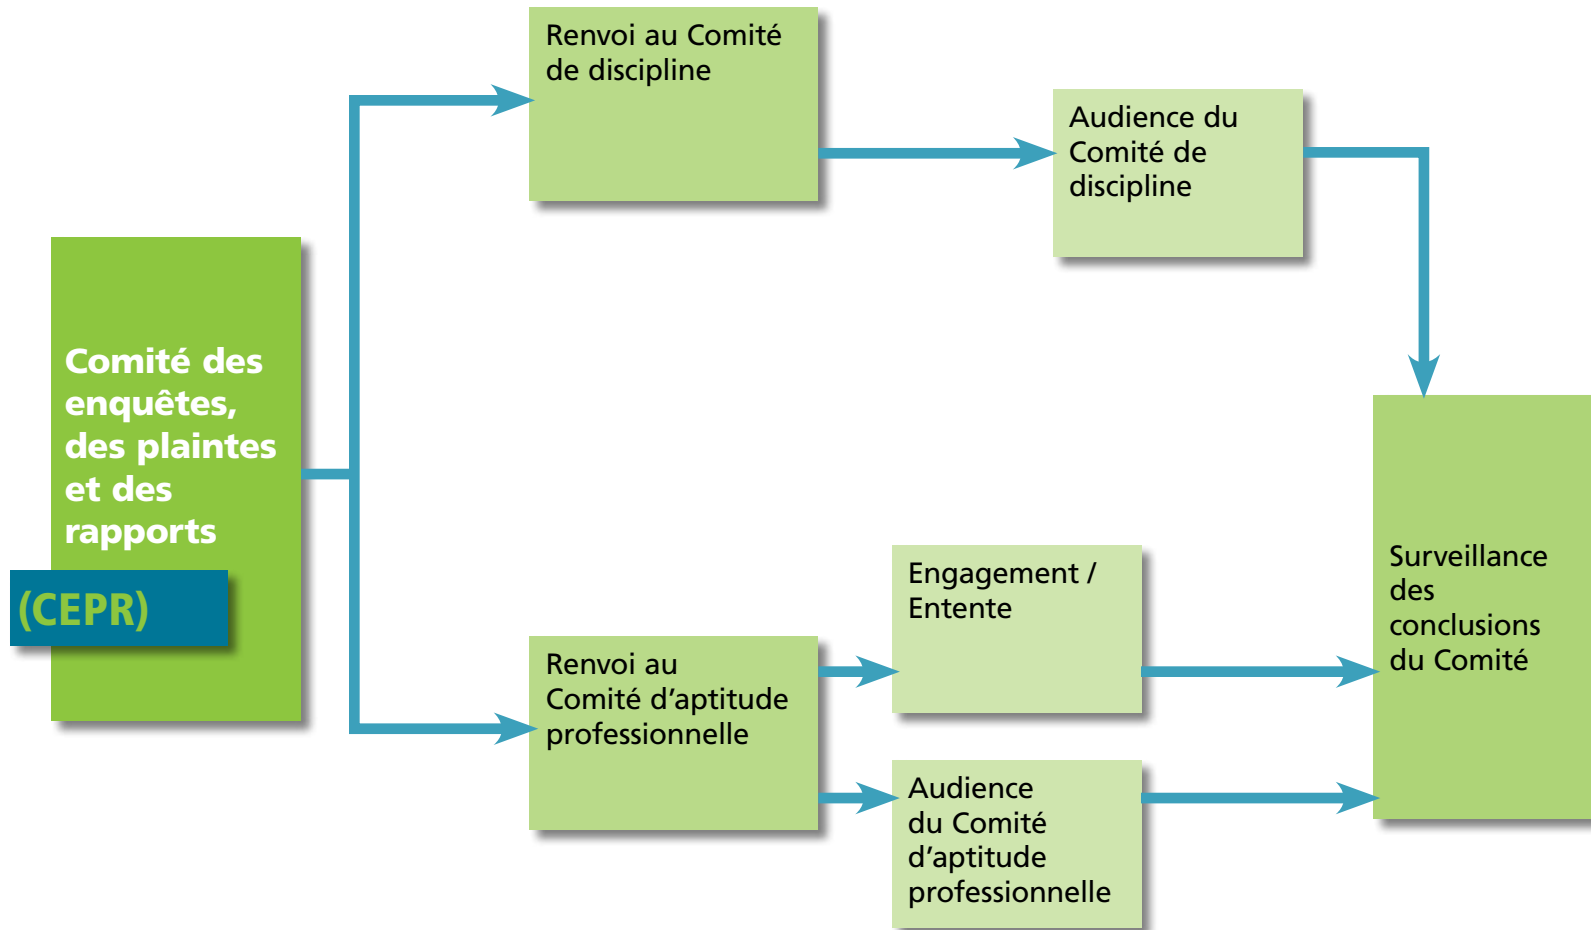 Renvoi au Comité
de discipline
Audience du
Comité de
discipline
Comité des
enquêtes,
des plaintes
et des
rapports
(CEPR)
Renvoi au
Comité d'aptitude
professionnelle
Engagement /
Entente
Audience
du Comité
d'aptitude
professionnelle
Surveillance
des
conclusions
du Comité